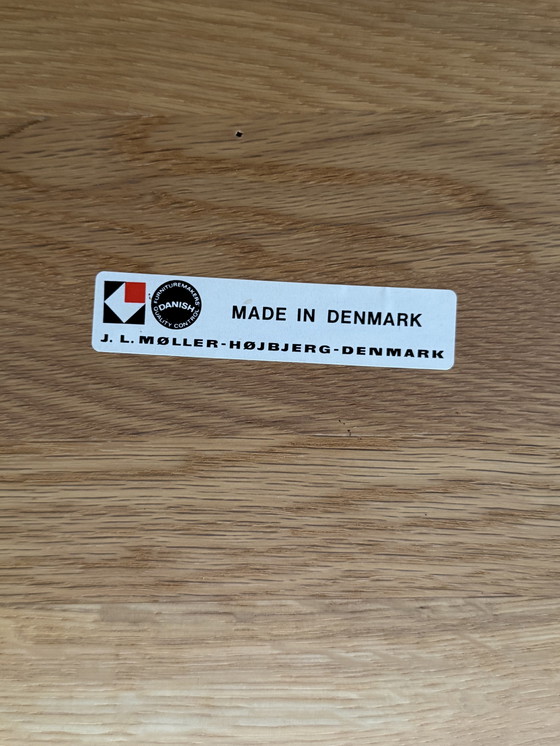 FURNITUREMAKERS
DANISH
QUALITY CONTROL
MADE IN DENMARK
J. L. MØLLER-HØJBJERG-DENMARK